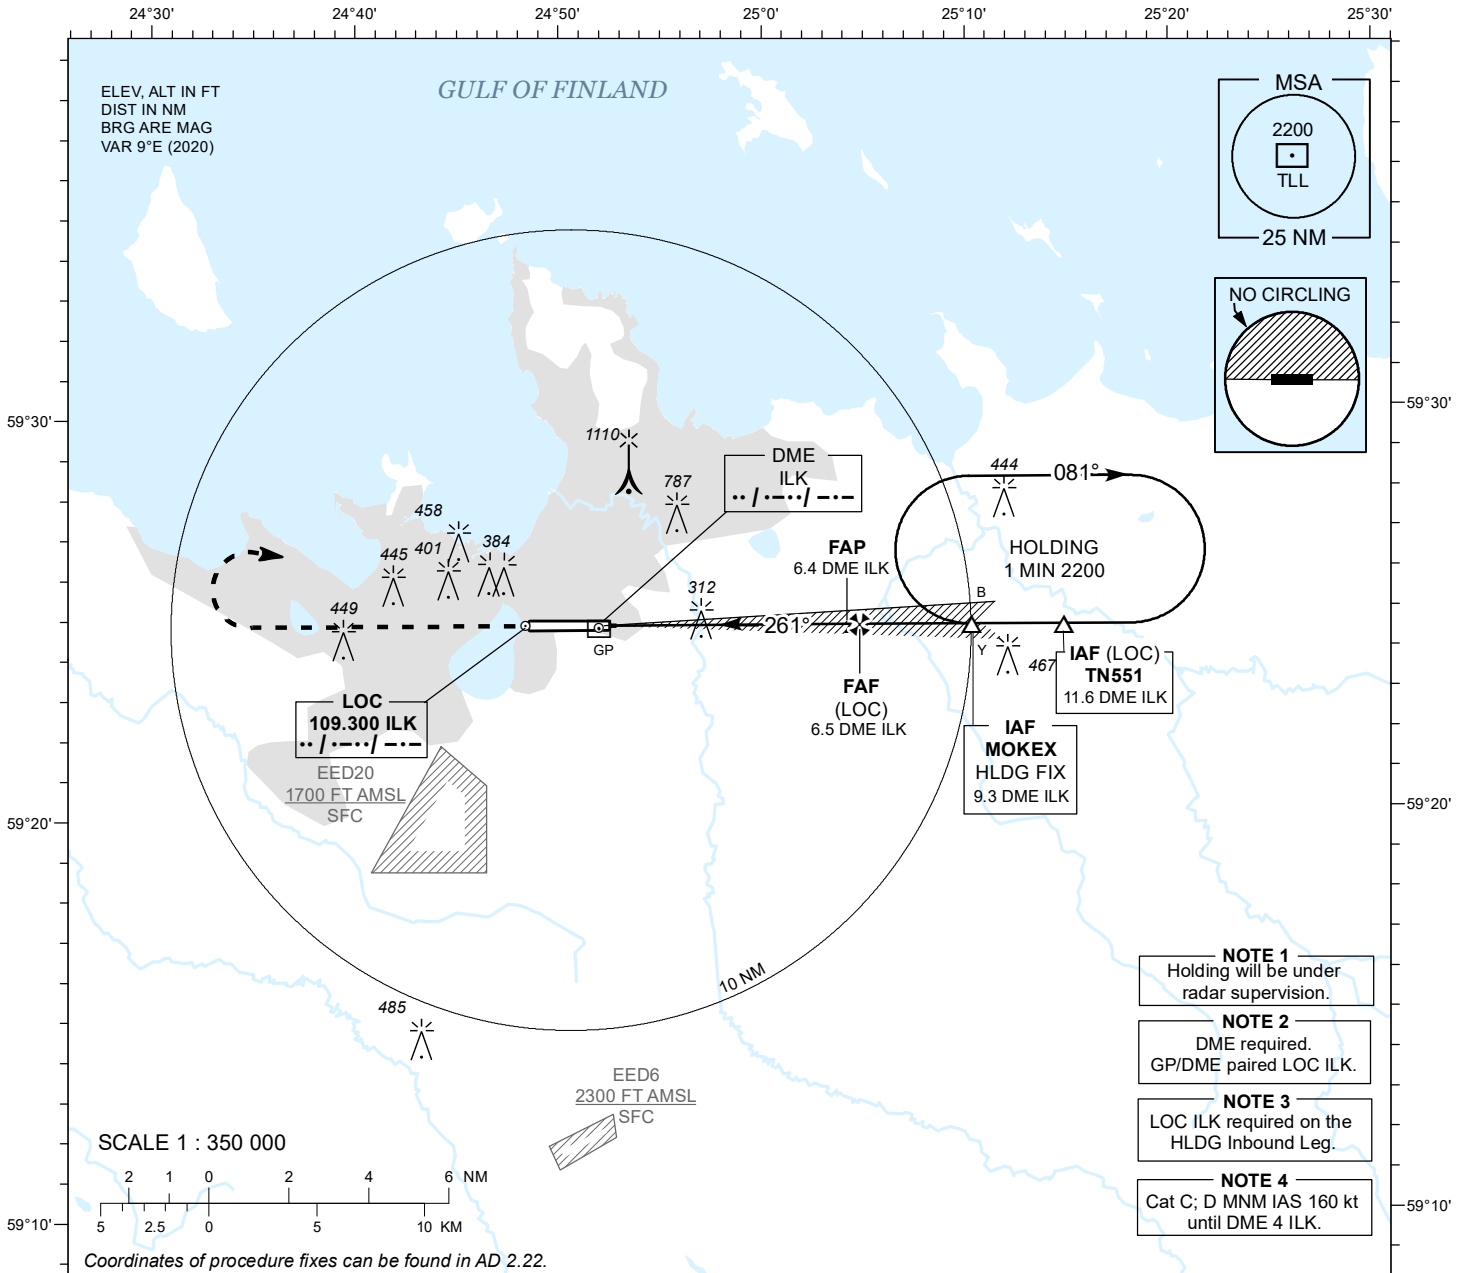 24°30' 24°40' 24°50' 25°0' 25°10' 25°20' 25°30'
ELEV, ALT IN FT
DIST IN NM
BRG ARE MAG
VAR 9°E (2020)
GULF OF FINLAND
MSA
2200
TLL
25 NM
NO CIRCLING
59°30' 59°30'
1110
787
DME
ILK
444
081°
HOLDING
1 MIN 2200
458
445
401
384
449
312
FAP
6.4 DME ILK
B
261°
GP
Y
467
FAF
(LOC)
6.5 DME ILK
IAF (LOC)
TN551
11.6 DME ILK
IAF
MOKEX
HLDG FIX
9.3 DME ILK
LOC
109.300 ILK
EED20
1700 FT AMSL
SFC
59°20' 59°20'
10 NM
485
EED6
2300 FT AMSL
SFC
NOTE 1
Holding will be under
radar supervision.
NOTE 2
DME required.
GP/DME paired LOC ILK.
NOTE 3
LOC ILK required on the
HLDG Inbound Leg.
NOTE 4
Cat C; D MNM IAS 160 kt
until DME 4 ILK.
SCALE 1 : 350 000
2 1 0 2 4 6 NM
5 2.5 0 5 10 KM
59°10' 59°10'
Coordinates of procedure fixes can be found in AD 2.22.